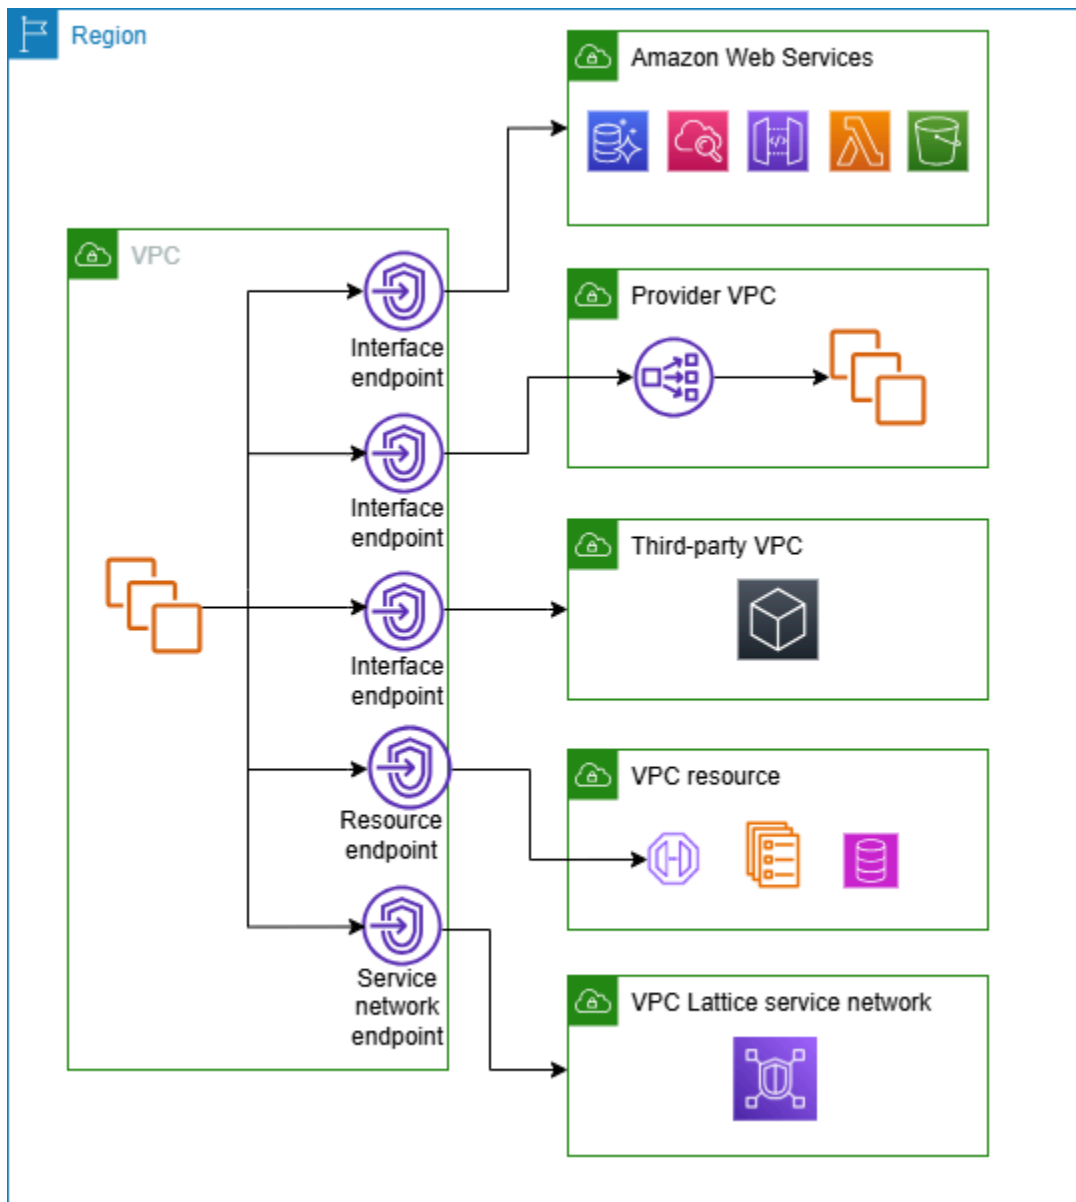 Region
Amazon Web Services
VPC
Interface
endpoint
Provider VPC
Interface
endpoint
Third-party VPC
Interface
endpoint
VPC resource
Resource
endpoint
Service
network
endpoint
VPC Lattice service network